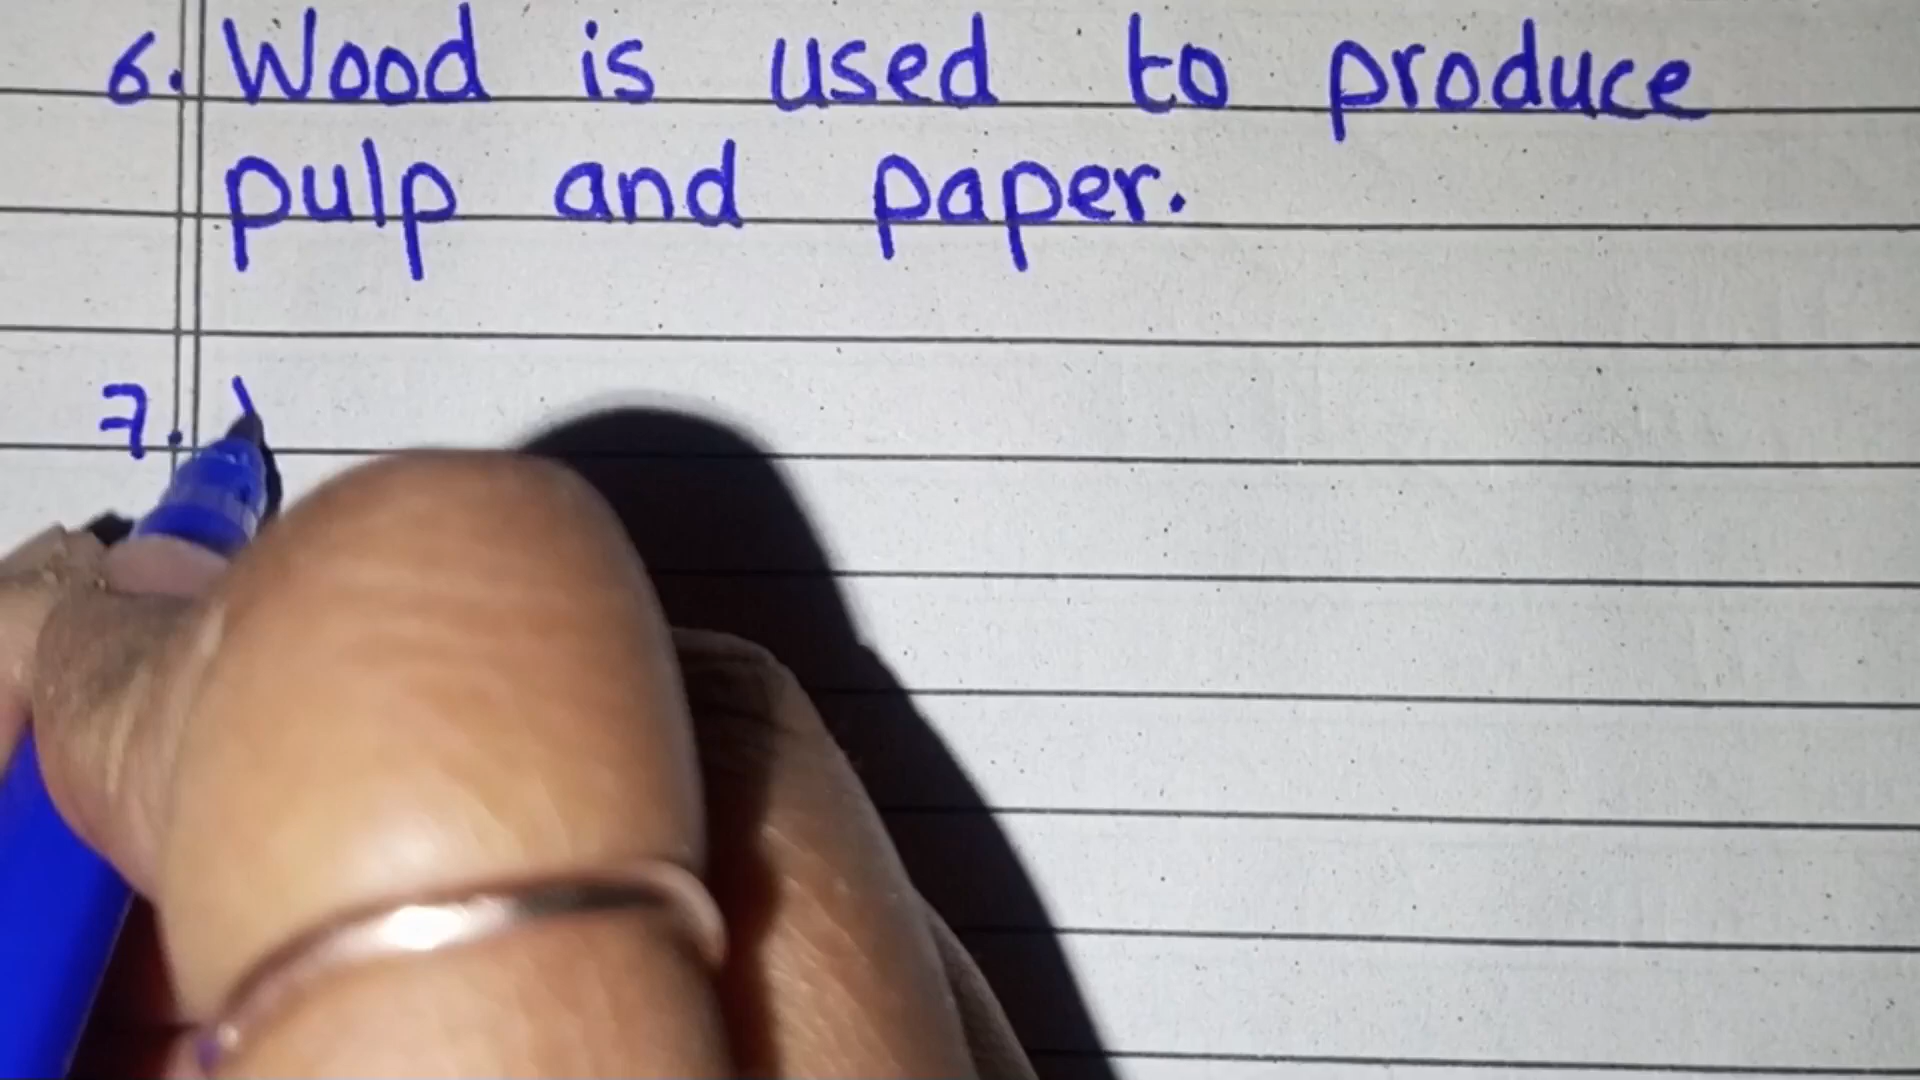 6. Wood is used to produce
pulp and paper.
7.